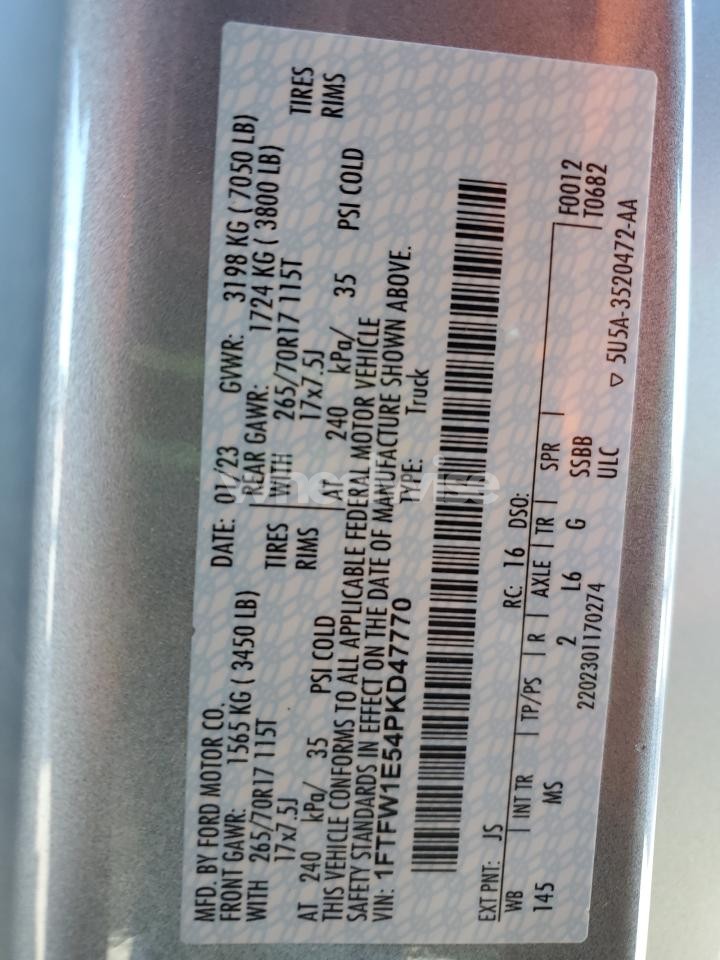 MFD. BY FORD MOTOR CO.
DATE: 01/23 GVWR: 3198 KG ( 7050 LB)
FRONT GAWR: 1565 KG ( 3450 LB) REAR GAWR: 1724 KG ( 3800 LB)
WITH 265/70R17 115T TIRES WITH 265/70R17 115T TIRES
17x7.5J RIMS 17x7.5J RIMS
AT 240 kPa/ 35 PSI COLD AT 240 kPa/ 35 PSI COLD
THIS VEHICLE CONFORMS TO ALL APPLICABLE FEDERAL MOTOR VEHICLE
SAFETY STANDARDS IN EFFECT ON THE DATE OF MANUFACTURE SHOWN ABOVE.
VIN: 1FTFW1E54PKD47770 TYPE: Truck
EXT PNT: JS RC: 16 DSO: F0012
T0682
WB INT TR TP/PS R AXLE TR SPR
145 MS 2 L6 G SSBB
2202301170274 ULC
▽ 5U5A-3520472-AA